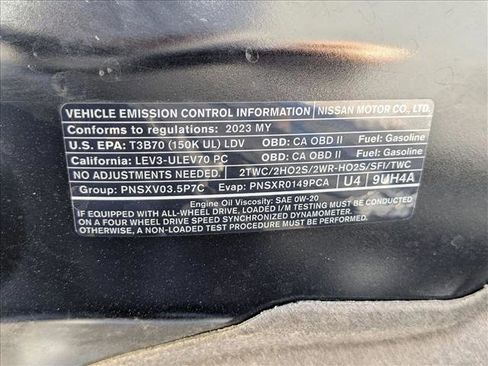 VEHICLE EMISSION CONTROL INFORMATION NISSAN MOTOR CO., LTD.
Conforms to regulations: 2023 MY
U.S. EPA: T3B70 (150K UL) LDV OBD: CA OBD II Fuel: Gasoline
California: LEV3-ULEV70 PC OBD: CA OBD II Fuel: Gasoline
NO ADJUSTMENTS NEEDED. 2TWC/2HO2S/2WR-HO2S/SFI/TWC
Group: PNSXV03.5P7C Evap: PNSXR0149PCA U4 9UH4A
Engine Oil Viscosity: SAE 0W-20
IF EQUIPPED WITH ALL-WHEEL DRIVE. LOADED I/M TESTING MUST BE PERFORMED
ON A FOUR WHEEL DRIVE SPEED SYNCHRONIZED DYNAMOMETER.
OTHERWISE, A NON-LOADED TEST PROCEDURE MUST BE PERFORMED.